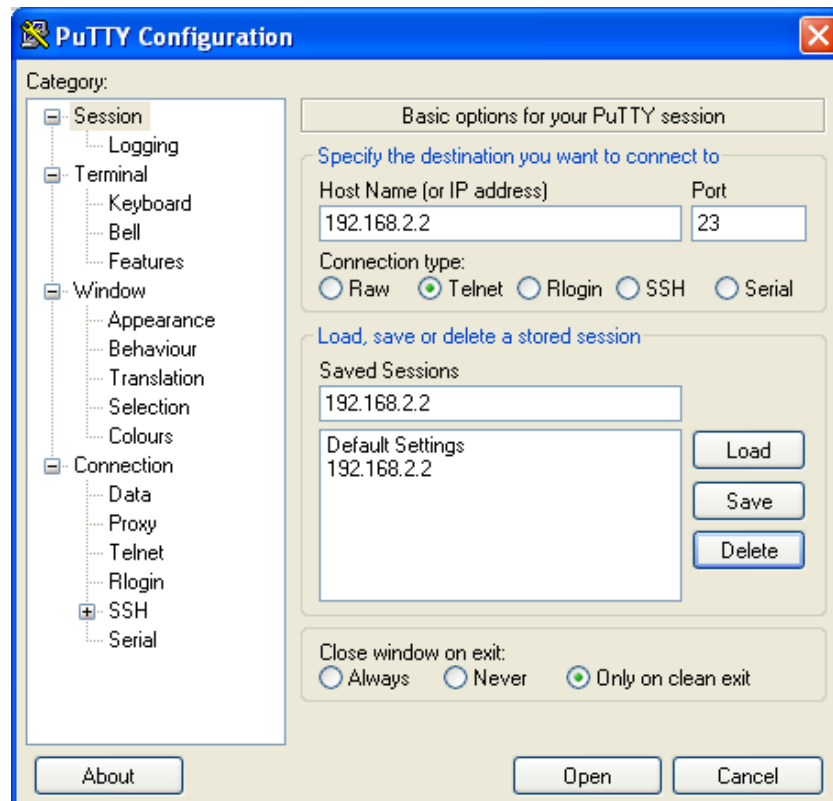 PuTTY Configuration
Category:
Session
Logging
Terminal
Keyboard
Bell
Features
Window
Appearance
Behaviour
Translation
Selection
Colours
Connection
Data
Proxy
Telnet
Rlogin
SSH
Serial
Basic options for your PuTTY session
Specify the destination you want to connect to
Host Name (or IP address) Port
192.168.2.2 23
Connection type:
Raw Telnet Rlogin SSH Serial
Load, save or delete a stored session
Saved Sessions
192.168.2.2
Default Settings
192.168.2.2
Load
Save
Delete
Close window on exit:
Always Never Only on clean exit
About Open Cancel